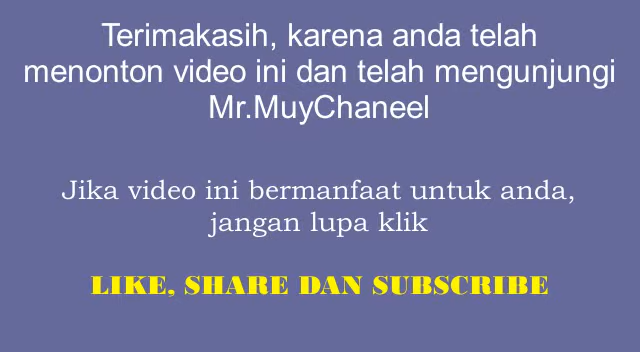 Terimakasih, karena anda telah
menonton video ini dan telah mengunjungi
Mr.MuyChaneel
Jika video ini bermanfaat untuk anda,
jangan lupa klik
LIKE, SHARE DAN SUBSCRIBE